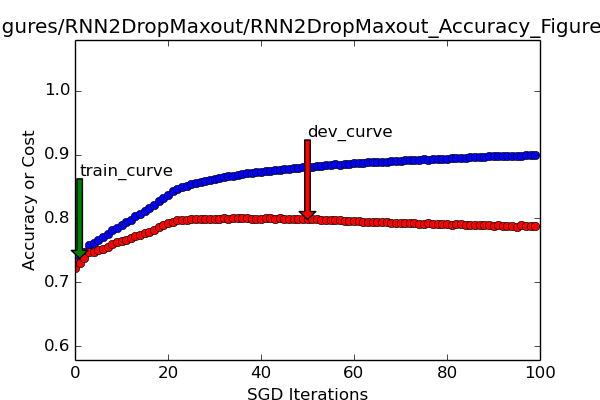 gures/RNN2DropMaxout/RNN2DropMaxout_Accuracy_Figure
1.0
0.9
0.8
0.7
0.6
Accuracy or Cost
train_curve
dev_curve
0 20 40 60 80 100
SGD Iterations